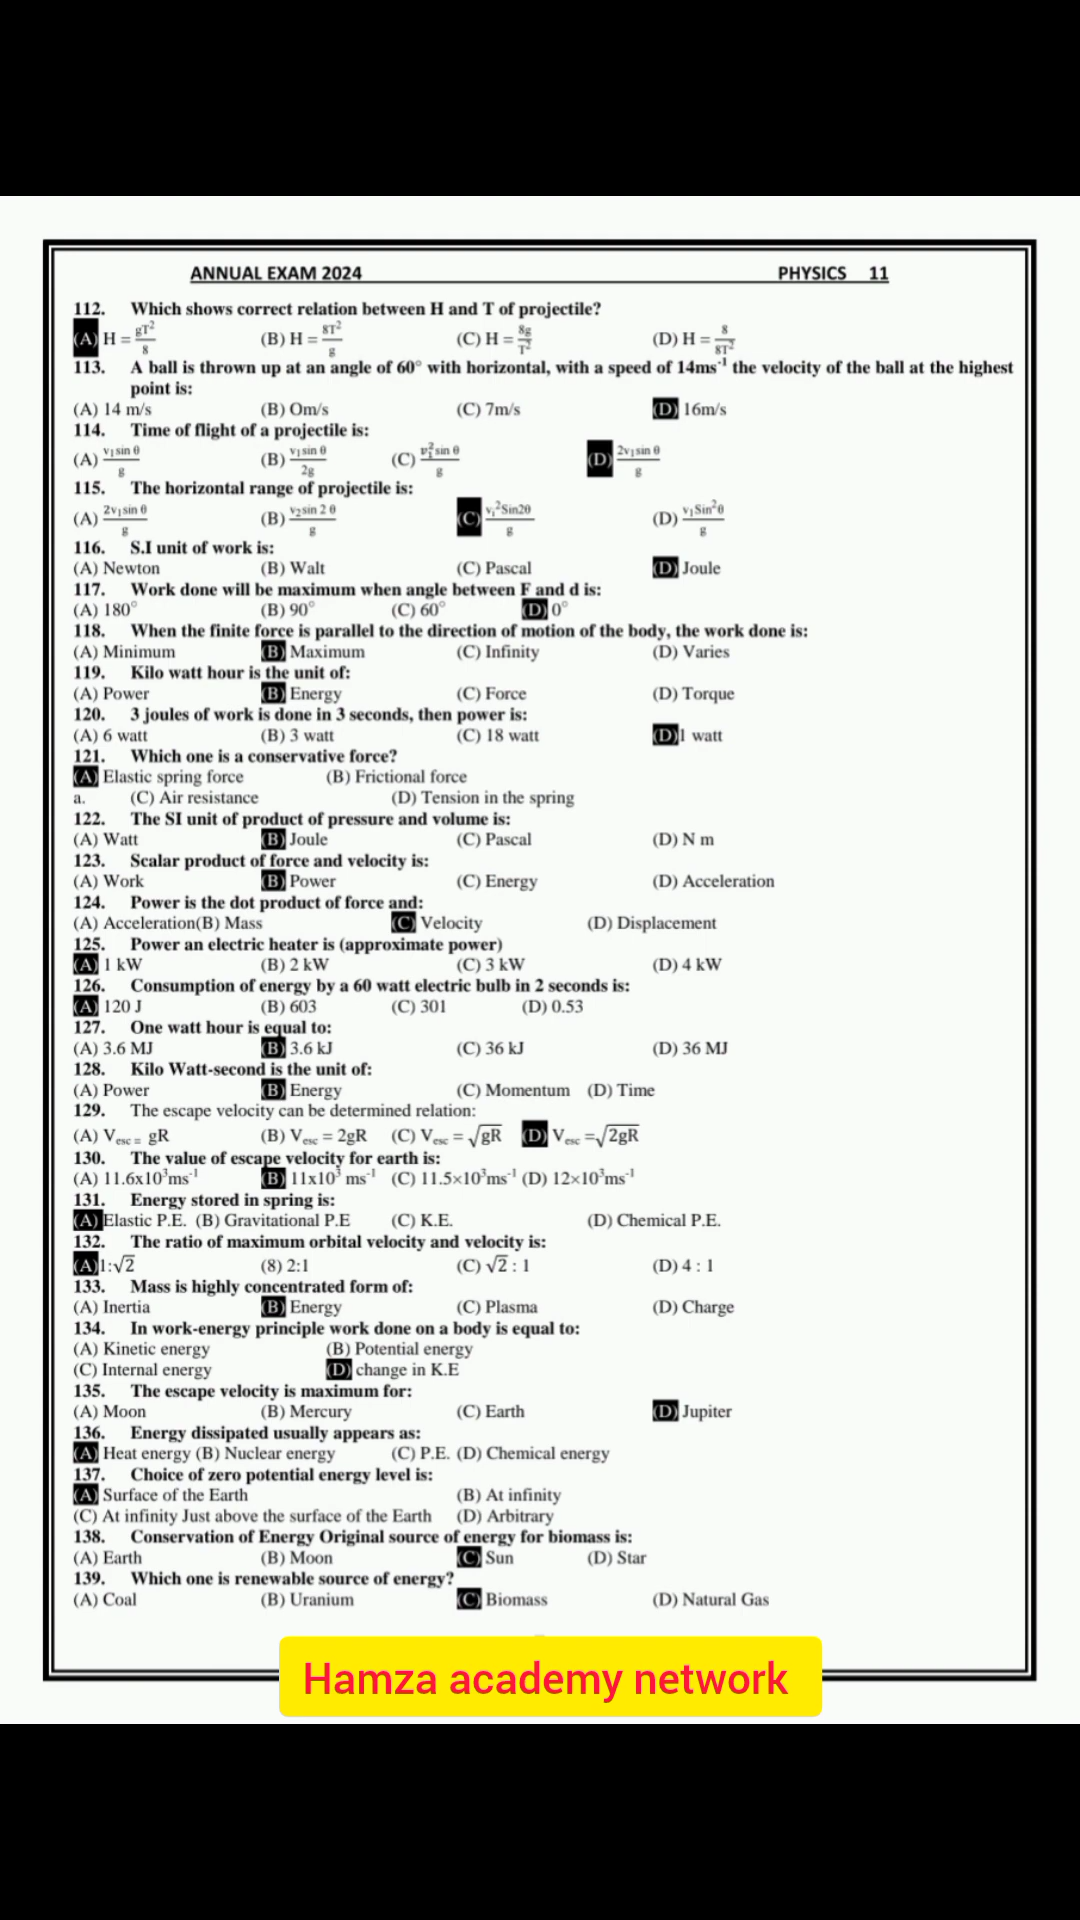 ANNUAL EXAM 2024 PHYSICS 11
112. Which shows correct relation between H and T of projectile?
(A) H = gT²/8 (B) H = 8T²/g (C) H = 8g/T² (D) H = 8/8T²
113. A ball is thrown up at an angle of 60° with horizontal, with a speed of 14ms⁻¹ the velocity of the ball at the highest
point is:
(A) 14 m/s (B) Om/s (C) 7m/s (D) 16m/s
114. Time of flight of a projectile is:
(A) v₁sin θ/g (B) v₁sin θ/2g (C) v₁²sin θ/g (D) 2v₁sin θ/g
115. The horizontal range of projectile is:
(A) 2v₁sin θ/g (B) v₂sin 2 θ/g (C) vᵢ²Sin2θ/g (D) v₁Sin²θ/g
116. S.I unit of work is:
(A) Newton (B) Walt (C) Pascal (D) Joule
117. Work done will be maximum when angle between F and d is:
(A) 180° (B) 90° (C) 60° (D) 0°
118. When the finite force is parallel to the direction of motion of the body, the work done is:
(A) Minimum (B) Maximum (C) Infinity (D) Varies
119. Kilo watt hour is the unit of:
(A) Power (B) Energy (C) Force (D) Torque
120. 3 joules of work is done in 3 seconds, then power is:
(A) 6 watt (B) 3 watt (C) 18 watt (D)1 watt
121. Which one is a conservative force?
(A) Elastic spring force (B) Frictional force
a. (C) Air resistance (D) Tension in the spring
122. The SI unit of product of pressure and volume is:
(A) Watt (B) Joule (C) Pascal (D) N m
123. Scalar product of force and velocity is:
(A) Work (B) Power (C) Energy (D) Acceleration
124. Power is the dot product of force and:
(A) Acceleration(B) Mass (C) Velocity (D) Displacement
125. Power an electric heater is (approximate power)
(A) 1 kW (B) 2 kW (C) 3 kW (D) 4 kW
126. Consumption of energy by a 60 watt electric bulb in 2 seconds is:
(A) 120 J (B) 603 (C) 301 (D) 0.53
127. One watt hour is equal to:
(A) 3.6 MJ (B) 3.6 kJ (C) 36 kJ (D) 36 MJ
128. Kilo Watt-second is the unit of:
(A) Power (B) Energy (C) Momentum (D) Time
129. The escape velocity can be determined relation:
(A) Vesc = gR (B) Vesc = 2gR (C) Vesc = √gR (D) Vesc =√2gR
130. The value of escape velocity for earth is:
(A) 11.6x10³ms⁻¹ (B) 11x10³ ms⁻¹ (C) 11.5×10³ms⁻¹ (D) 12×10³ms⁻¹
131. Energy stored in spring is:
(A) Elastic P.E. (B) Gravitational P.E (C) K.E. (D) Chemical P.E.
132. The ratio of maximum orbital velocity and velocity is:
(A)1:√2 (8) 2:1 (C) √2 : 1 (D) 4 : 1
133. Mass is highly concentrated form of:
(A) Inertia (B) Energy (C) Plasma (D) Charge
134. In work-energy principle work done on a body is equal to:
(A) Kinetic energy (B) Potential energy
(C) Internal energy (D) change in K.E
135. The escape velocity is maximum for:
(A) Moon (B) Mercury (C) Earth (D) Jupiter
136. Energy dissipated usually appears as:
(A) Heat energy (B) Nuclear energy (C) P.E. (D) Chemical energy
137. Choice of zero potential energy level is:
(A) Surface of the Earth (B) At infinity
(C) At infinity Just above the surface of the Earth (D) Arbitrary
138. Conservation of Energy Original source of energy for biomass is:
(A) Earth (B) Moon (C) Sun (D) Star
139. Which one is renewable source of energy?
(A) Coal (B) Uranium (C) Biomass (D) Natural Gas
Hamza academy network